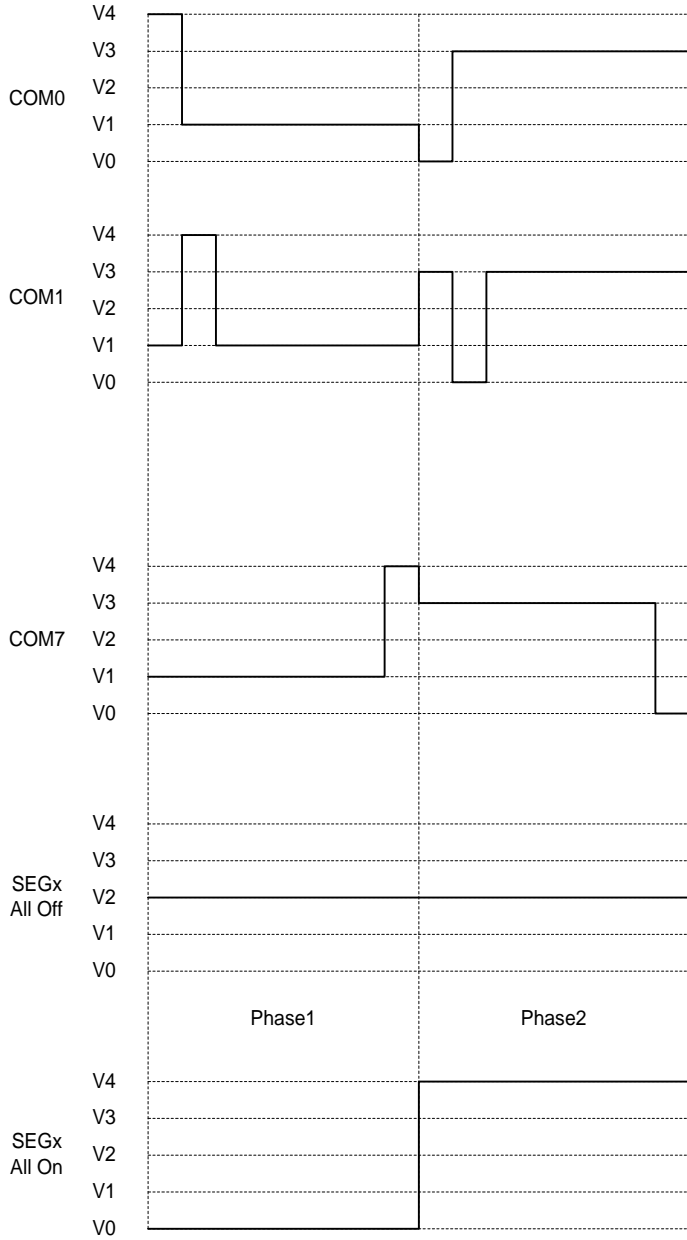 V4
V3
COM0
V2
V1
V0
V4
V3
COM1
V2
V1
V0
V4
V3
COM7
V2
V1
V0
V4
V3
SEGx
All Off
V2
V1
V0
Phase1
Phase2
V4
V3
SEGx
All On
V2
V1
V0